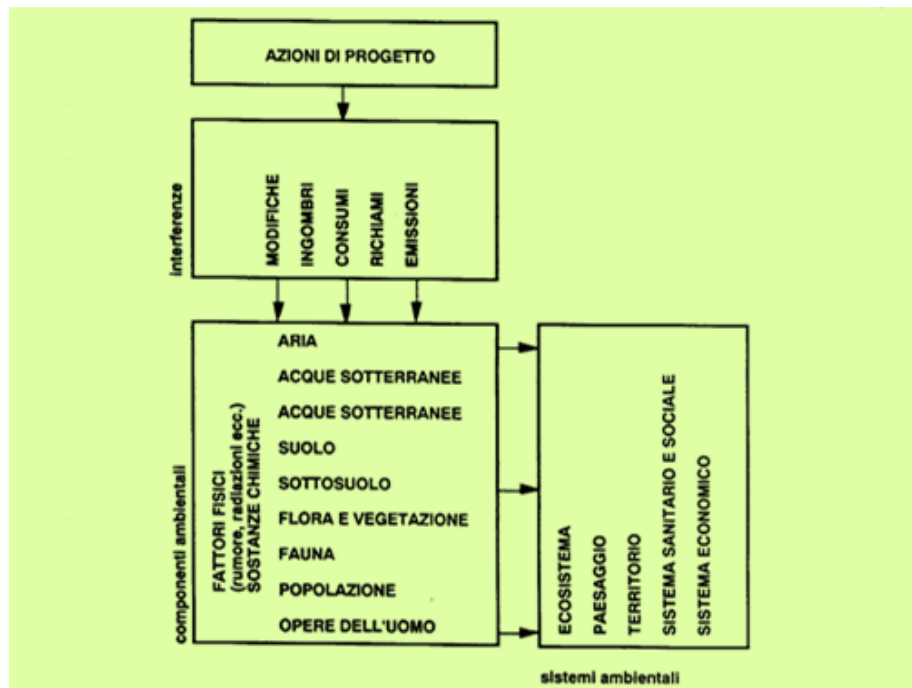 AZIONI DI PROGETTO
interferenze
MODIFICHE
INGOMBRI
CONSUMI
RICHIAMI
EMISSIONI
componenti ambientali
FATTORI FISICI
(rumore, radiazioni ecc.)
SOSTANZE CHIMICHE
ARIA
ACQUE SOTTERRANEE
ACQUE SOTTERRANEE
SUOLO
SOTTOSUOLO
FLORA E VEGETAZIONE
FAUNA
POPOLAZIONE
OPERE DELL'UOMO
ECOSISTEMA
PAESAGGIO
TERRITORIO
SISTEMA SANITARIO E SOCIALE
SISTEMA ECONOMICO
sistemi ambientali